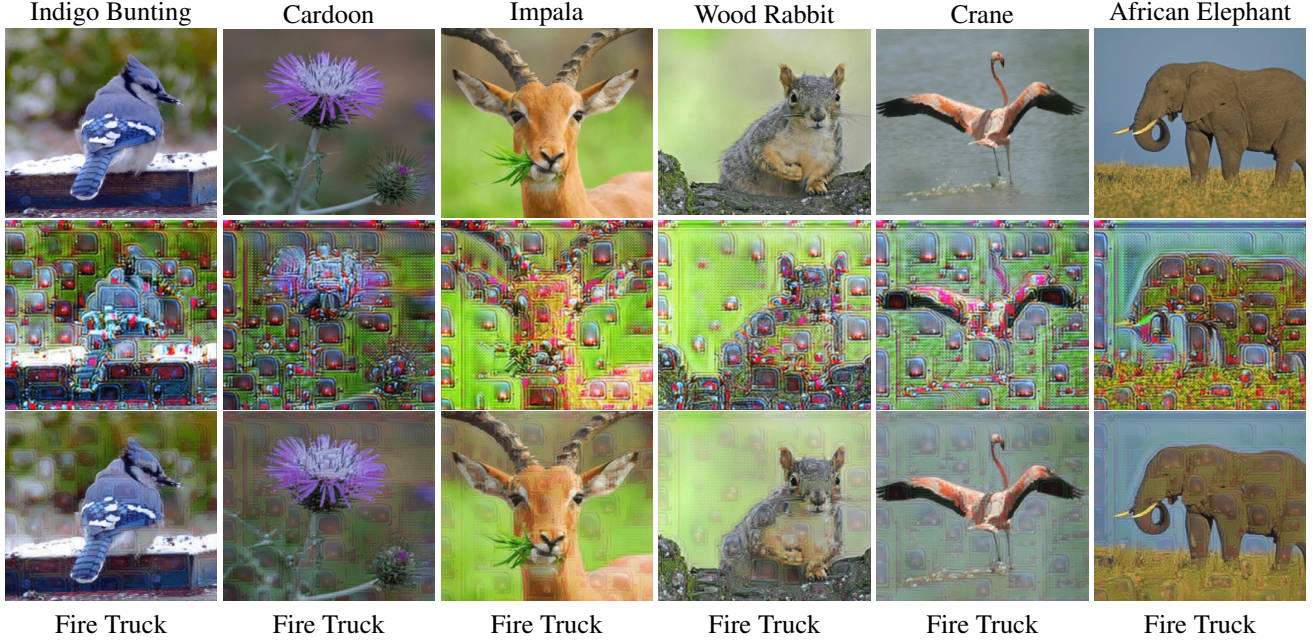 Indigo Bunting Cardoon Impala Wood Rabbit Crane African Elephant
Fire Truck Fire Truck Fire Truck Fire Truck Fire Truck Fire Truck